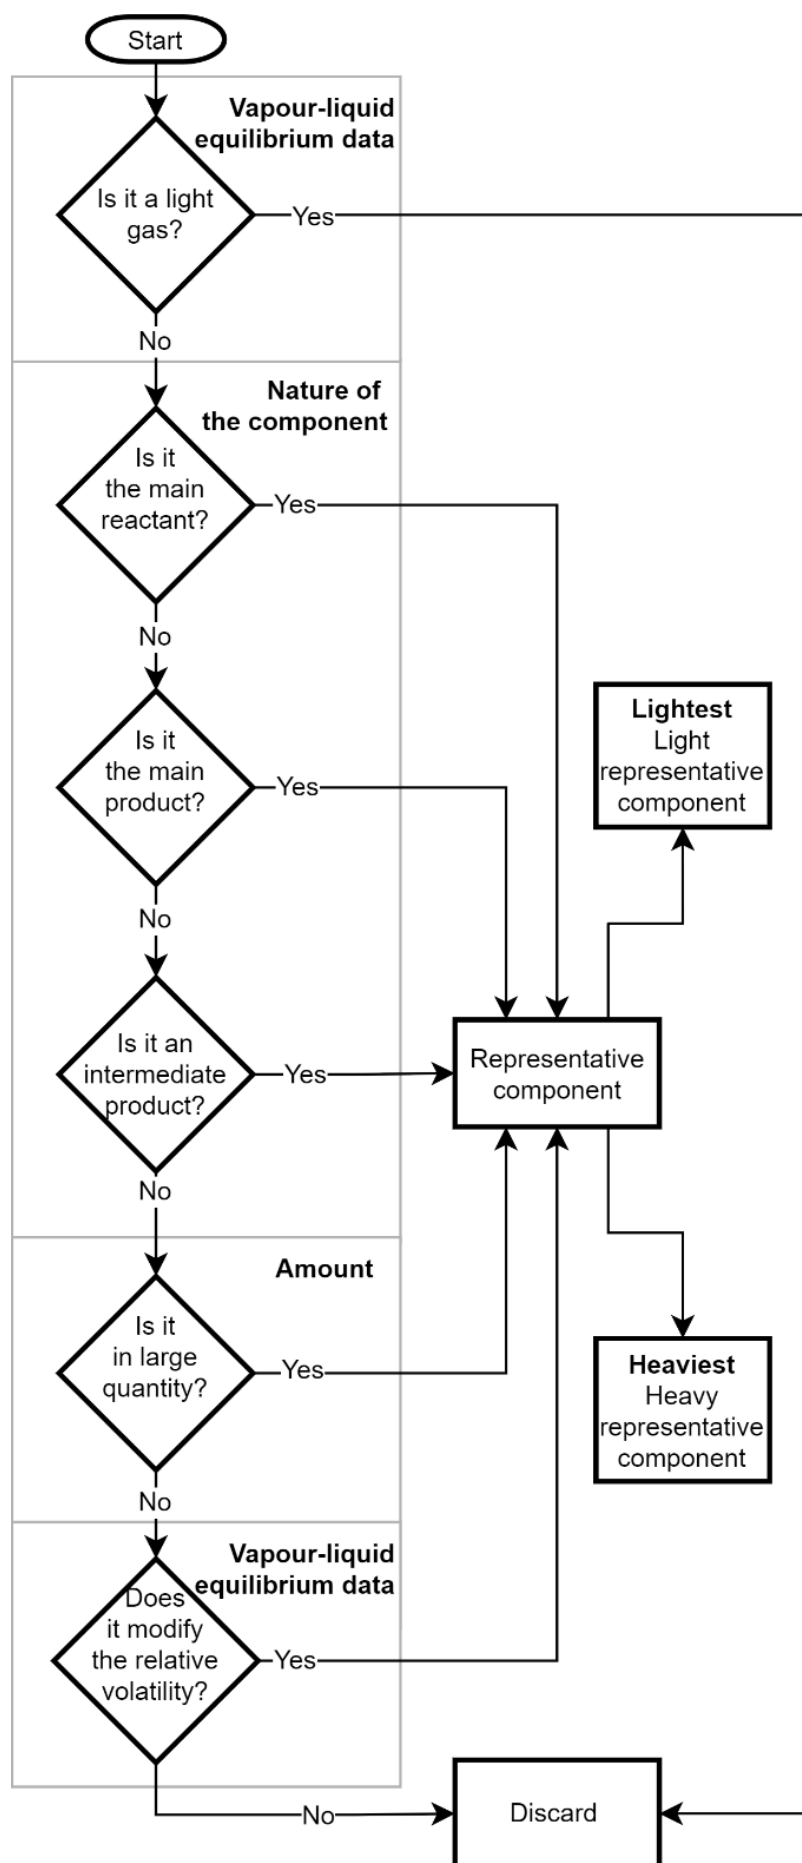 Start
Vapour-liquid
equilibrium data
Is it a light
gas?
Yes
No
Nature of
the component
Is it
the main
reactant?
Yes
No
Is it
the main
product?
Yes
No
Is it an
intermediate
product?
Yes
No
Lightest
Light
representative
component
Representative
component
Heaviest
Heavy
representative
component
Amount
Is it
in large
quantity?
Yes
No
Vapour-liquid
equilibrium data
Does
it modify
the relative
volatility?
Yes
No
Discard